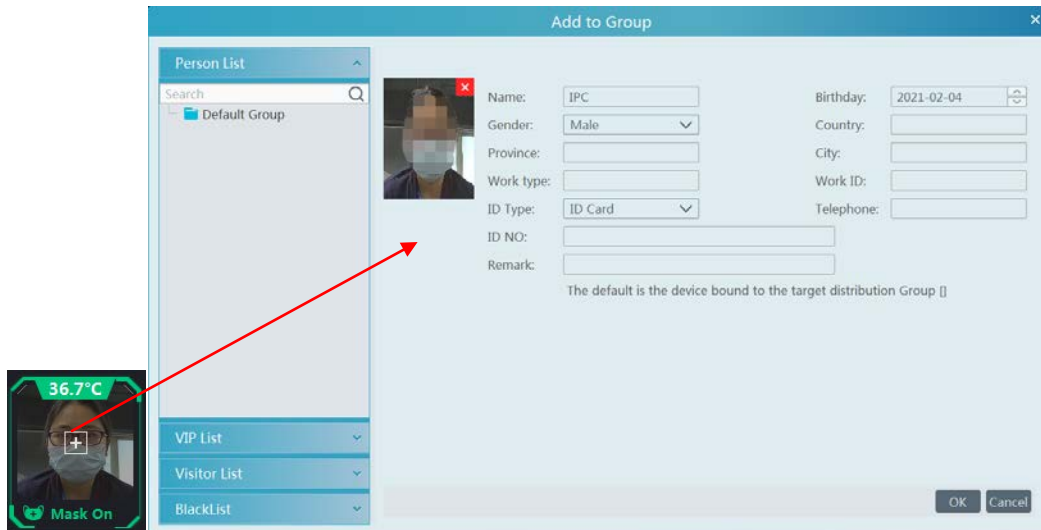 Add to Group
Person List
Search
Default Group
Name: IPC Birthday: 2021-02-04
Gender: Male Country:
Province: City:
Work type: Work ID:
ID Type: ID Card Telephone:
ID NO:
Remark:
The default is the device bound to the target distribution Group []
36.7°C
Mask On
VIP List
Visitor List
BlackList
OK Cancel